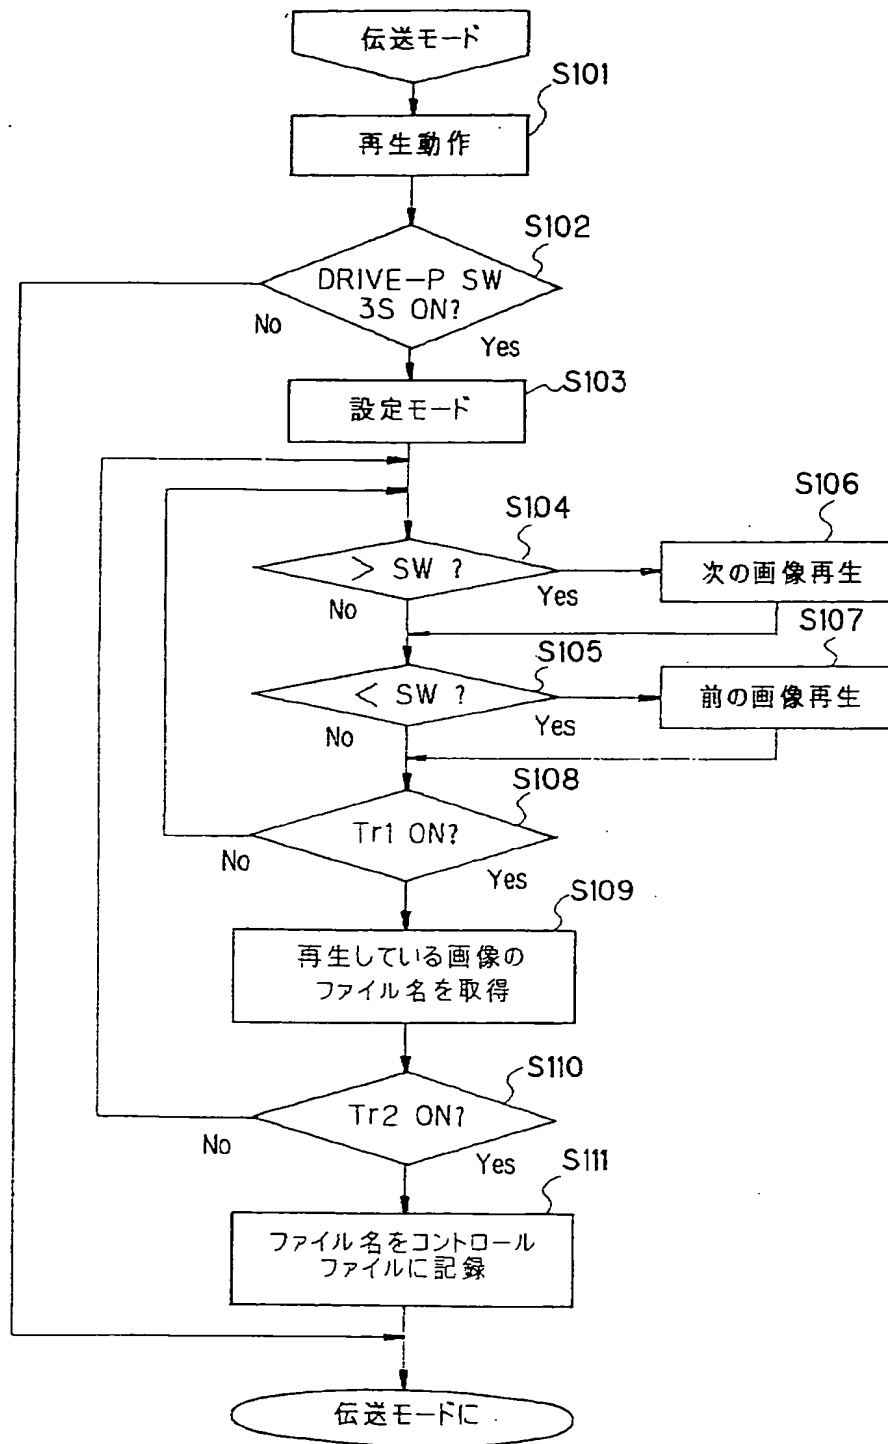 伝送モード
S101
再生動作
S102
DRIVE-P SW
3S ON?
No
Yes
S103
設定モード
S104
> SW ?
No
Yes
S106
次の画像再生
S105
< SW ?
No
Yes
S107
前の画像再生
S108
Tr1 ON?
No
Yes
S109
再生している画像の
ファイル名を取得
S110
Tr2 ON?
No
Yes
S111
ファイル名をコントロール
ファイルに記録
伝送モードに